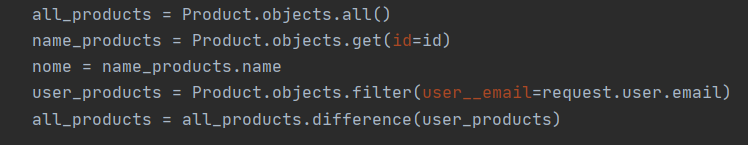 all_products = Product.objects.all()
name_products = Product.objects.get(id=id)
nome = name_products.name
user_products = Product.objects.filter(user__email=request.user.email)
all_products = all_products.difference(user_products)